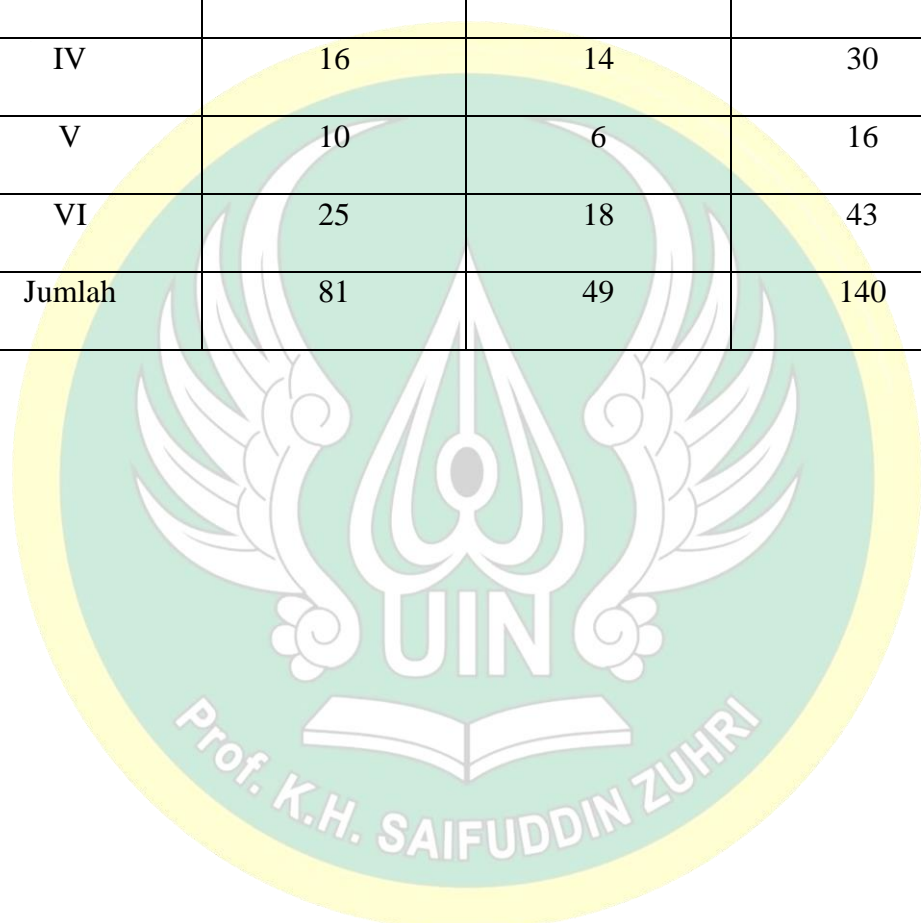 IV 16 14 30
V 10 6 16
VI 25 18 43
Jumlah 81 49 140
UIN
Prof. K.H. SAIFUDDIN ZUHRI